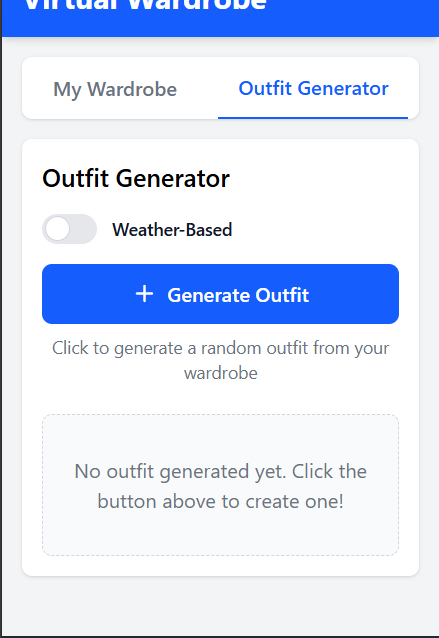 Virtual Wardrobe
My Wardrobe
Outfit Generator
Outfit Generator
Weather-Based
+ Generate Outfit
Click to generate a random outfit from your
wardrobe
No outfit generated yet. Click the
button above to create one!